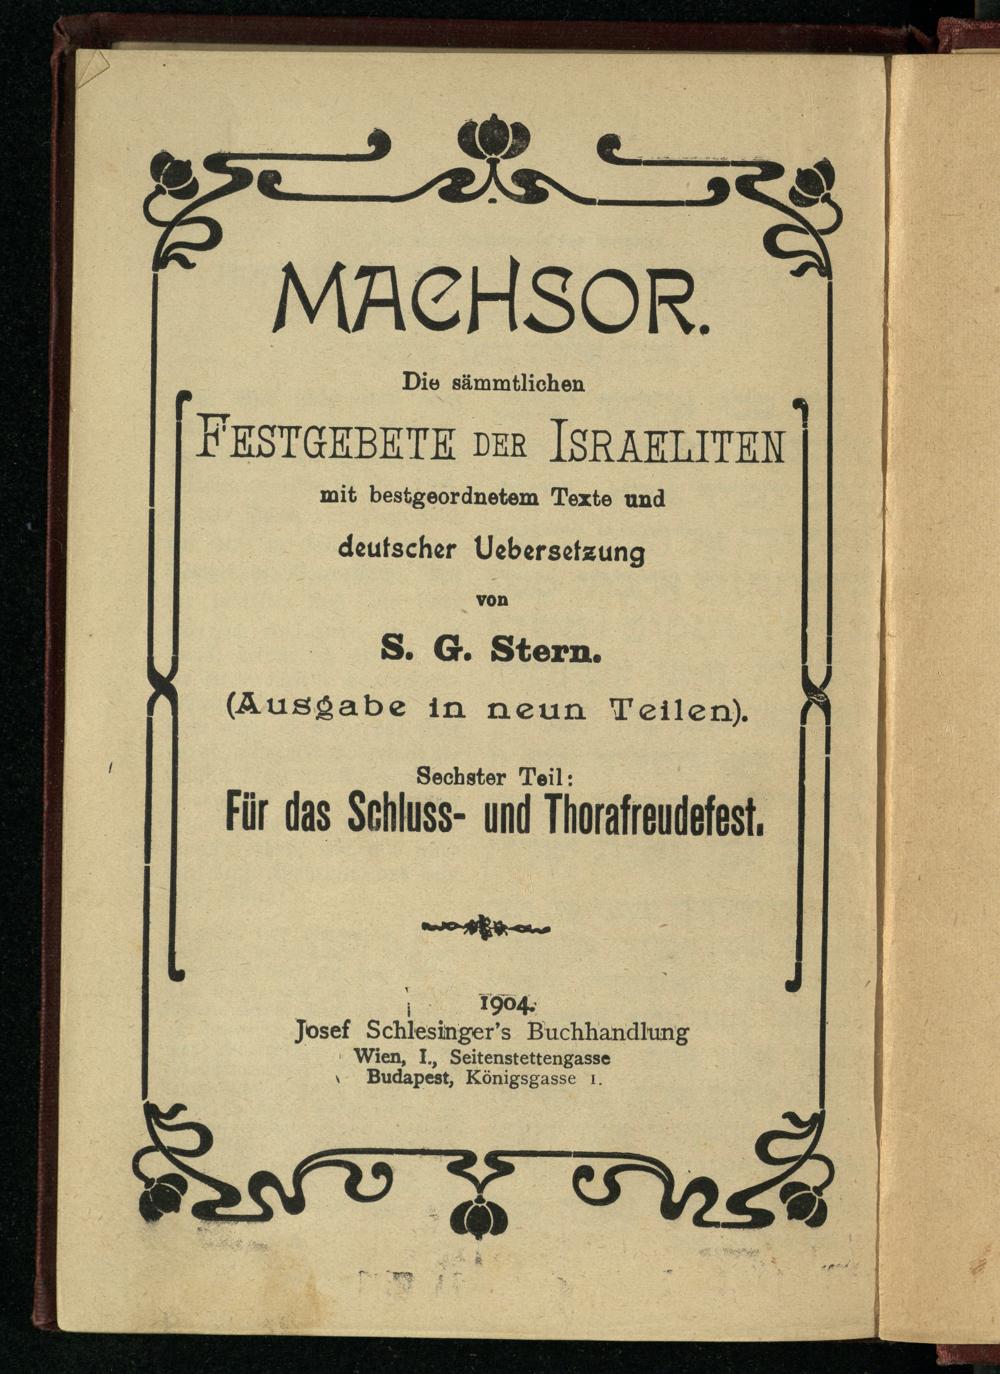 MACHSOR.
Die sämmtlichen
FESTGEBETE DER ISRAELITEN
mit bestgeordnetem Texte und
deutscher Uebersetzung
von
S. G. Stern.
(Ausgabe in neun Teilen).
Sechster Teil:
Für das Schluss- und Thorafreudefest.
1904.
Josef Schlesinger's Buchhandlung
Wien, I., Seitenstettengasse
Budapest, Königsgasse 1.